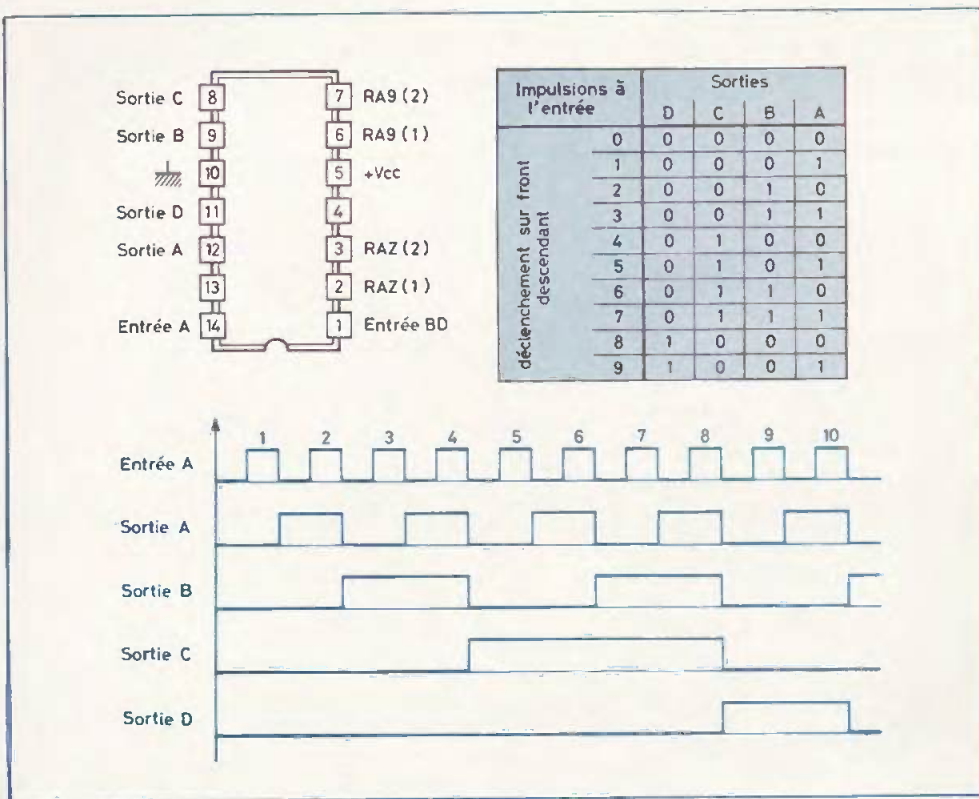 Sortie C 8 7 RA9 (2)
Sortie B 9 6 RA9 (1)
10 5 +Vcc
Sortie D 11 4
Sortie A 12 3 RAZ (2)
13 2 RAZ (1)
Entrée A 14 1 Entrée BD
Impulsions à l'entrée
Sorties
D C B A
déclenchement sur front descendant
0 0 0 0 0
1 0 0 0 1
2 0 0 1 0
3 0 0 1 1
4 0 1 0 0
5 0 1 0 1
6 0 1 1 0
7 0 1 1 1
8 1 0 0 0
9 1 0 0 1
1 2 3 4 5 6 7 8 9 10
Entrée A
Sortie A
Sortie B
Sortie C
Sortie D